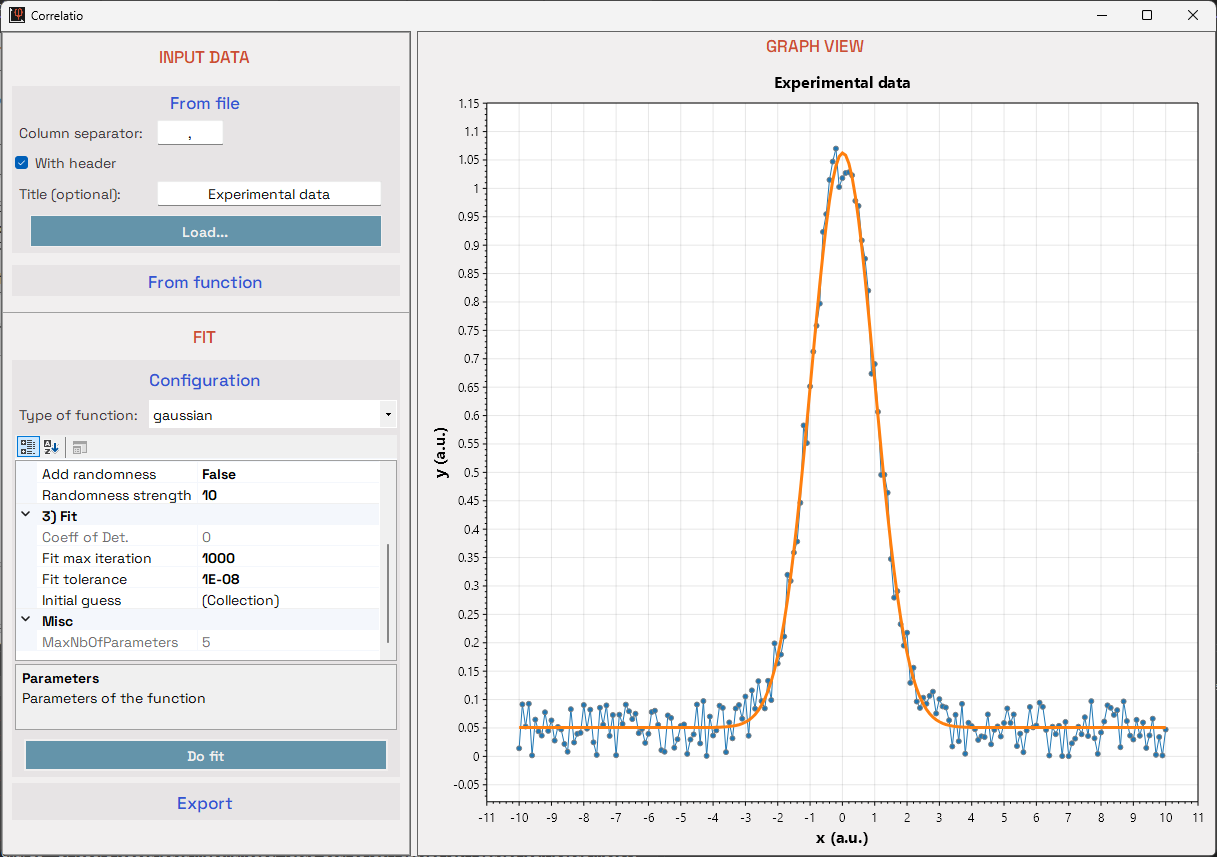 Correlatio
INPUT DATA
From file
Column separator: ,
With header
Title (optional): Experimental data
Load...
From function
FIT
Configuration
Type of function: gaussian
Add randomness False
Randomness strength 10
3) Fit
Coeff of Det. 0
Fit max iteration 1000
Fit tolerance 1E-08
Initial guess (Collection)
Misc
MaxNbOfParameters 5
Parameters
Parameters of the function
Do fit
Export
GRAPH VIEW
Experimental data
1.15
1.1
1.05
1
0.95
0.9
0.85
0.8
0.75
0.7
0.65
0.6
0.55
0.5
0.45
0.4
0.35
0.3
0.25
0.2
0.15
0.1
0.05
0
-0.05
y (a.u.)
-11 -10 -9 -8 -7 -6 -5 -4 -3 -2 -1 0 1 2 3 4 5 6 7 8 9 10 11
x (a.u.)